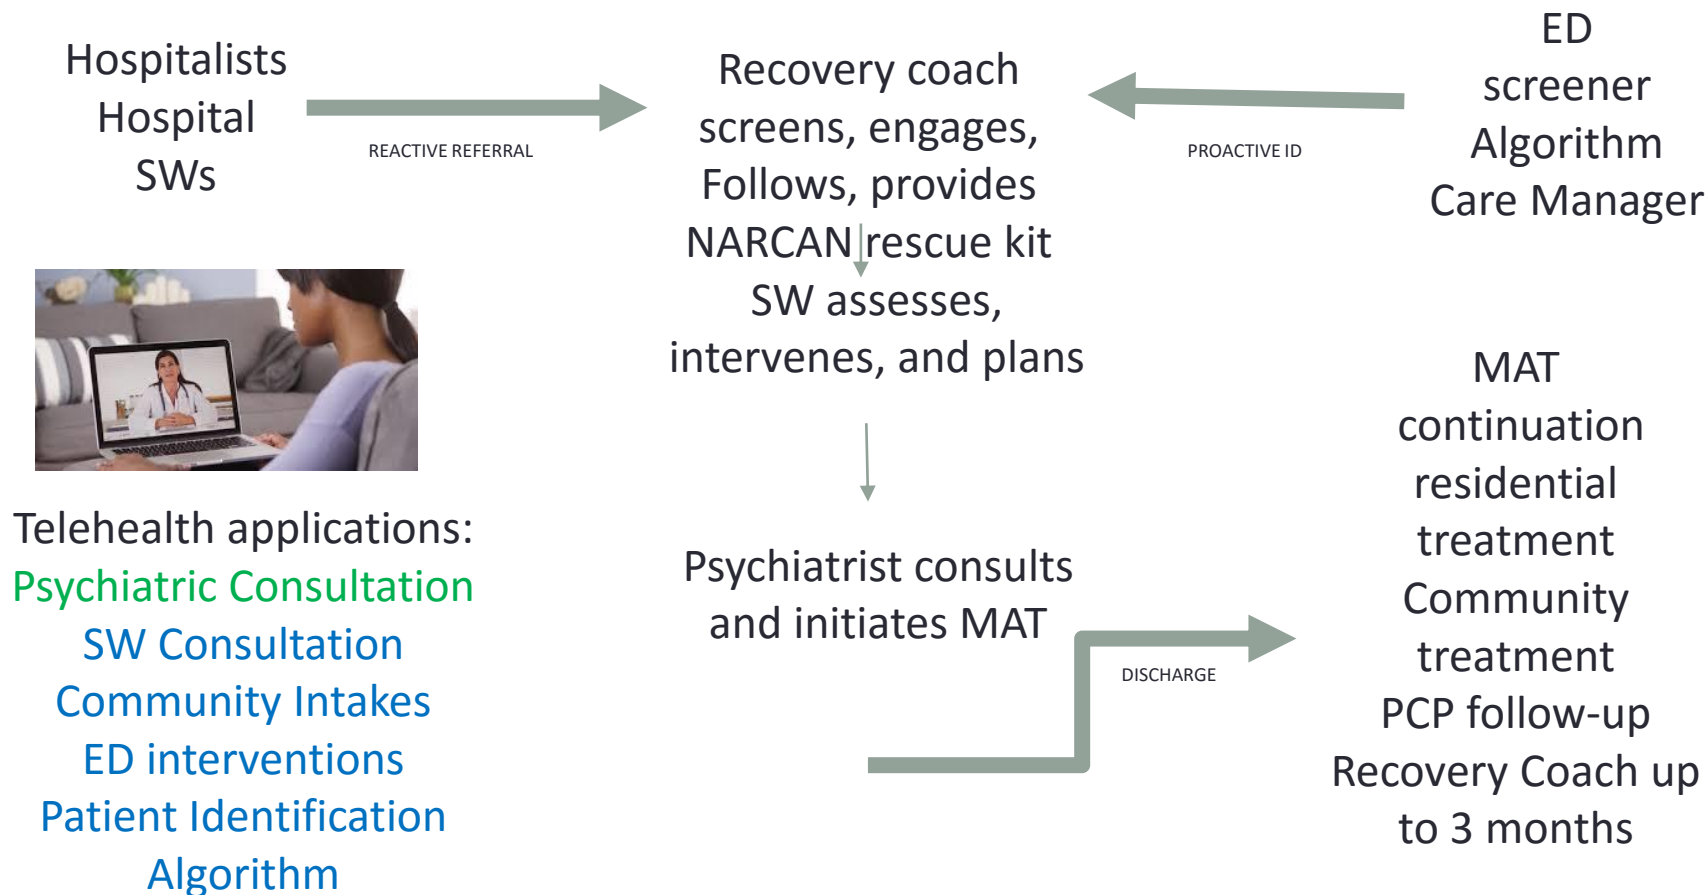 Hospitalists
Hospital
SWs
REACTIVE REFERRAL
Recovery coach
screens, engages,
Follows, provides
NARCAN rescue kit
SW assesses,
intervenes, and plans
PROACTIVE ID
ED
screener
Algorithm
Care Manager
Telehealth applications:
Psychiatric Consultation
SW Consultation
Community Intakes
ED interventions
Patient Identification
Algorithm
Psychiatrist consults
and initiates MAT
DISCHARGE
MAT
continuation
residential
treatment
Community
treatment
PCP follow-up
Recovery Coach up
to 3 months